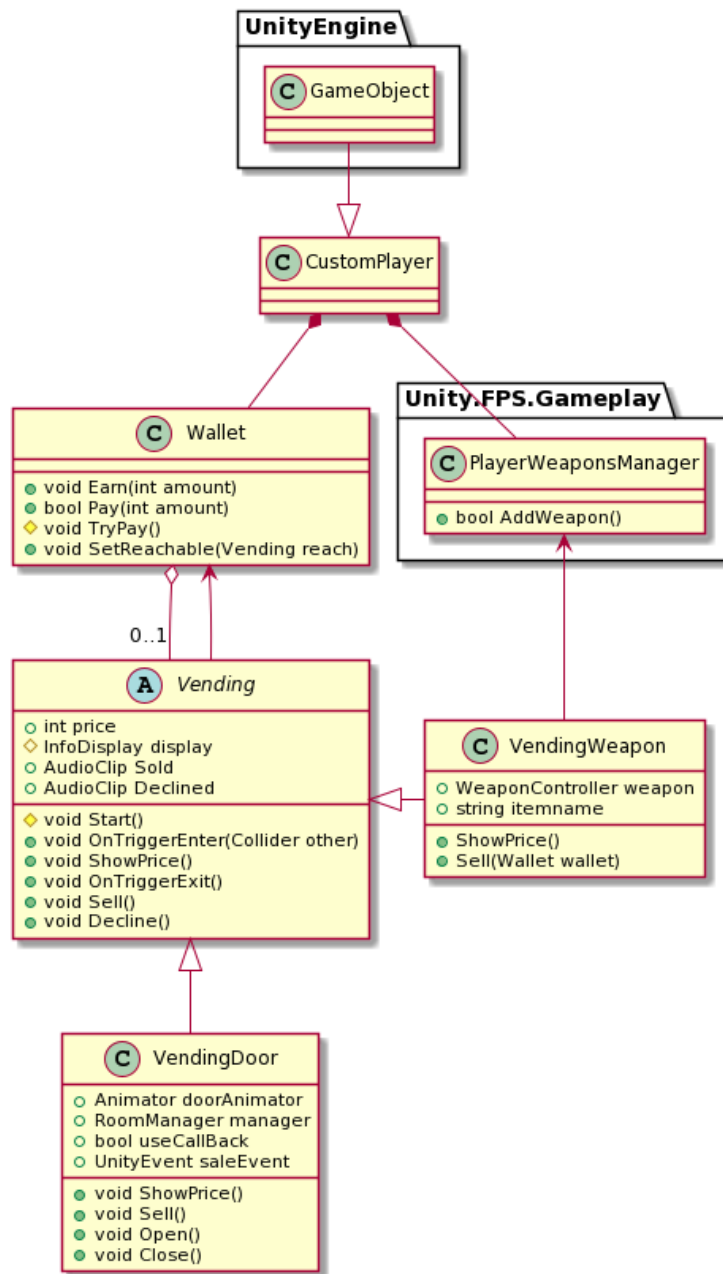 UnityEngine
C GameObject
C CustomPlayer
C Wallet
void Earn(int amount)
bool Pay(int amount)
void TryPay()
void SetReachable(Vending reach)
Unity.FPS.Gameplay
C PlayerWeaponsManager
bool AddWeapon()
0..1
A Vending
int price
InfoDisplay display
AudioClip Sold
AudioClip Declined
void Start()
void OnTriggerEnter(Collider other)
void ShowPrice()
void OnTriggerExit()
void Sell()
void Decline()
C VendingWeapon
WeaponController weapon
string itemname
ShowPrice()
Sell(Wallet wallet)
C VendingDoor
Animator doorAnimator
RoomManager manager
bool useCallBack
UnityEvent saleEvent
void ShowPrice()
void Sell()
void Open()
void Close()